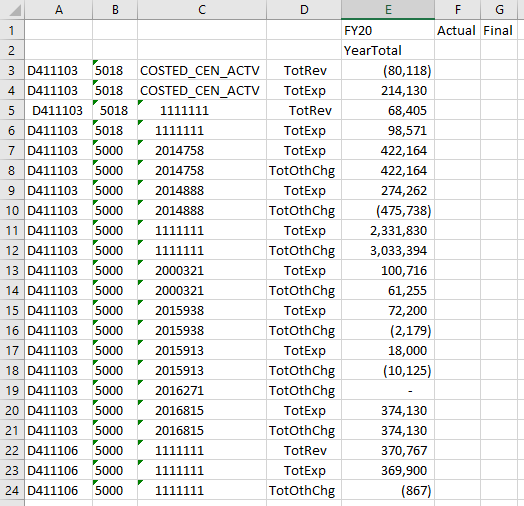 A B C D E F G
1 FY20 Actual Final
2 YearTotal
3 D411103 5018 COSTED_CEN_ACTV TotRev (80,118)
4 D411103 5018 COSTED_CEN_ACTV TotExp 214,130
5 D411103 5018 1111111 TotRev 68,405
6 D411103 5018 1111111 TotExp 98,571
7 D411103 5000 2014758 TotExp 422,164
8 D411103 5000 2014758 TotOthChg 422,164
9 D411103 5000 2014888 TotExp 274,262
10 D411103 5000 2014888 TotOthChg (475,738)
11 D411103 5000 1111111 TotExp 2,331,830
12 D411103 5000 1111111 TotOthChg 3,033,394
13 D411103 5000 2000321 TotExp 100,716
14 D411103 5000 2000321 TotOthChg 61,255
15 D411103 5000 2015938 TotExp 72,200
16 D411103 5000 2015938 TotOthChg (2,179)
17 D411103 5000 2015913 TotExp 18,000
18 D411103 5000 2015913 TotOthChg (10,125)
19 D411103 5000 2016271 TotOthChg -
20 D411103 5000 2016815 TotExp 374,130
21 D411103 5000 2016815 TotOthChg 374,130
22 D411106 5000 1111111 TotRev 370,767
23 D411106 5000 1111111 TotExp 369,900
24 D411106 5000 1111111 TotOthChg (867)